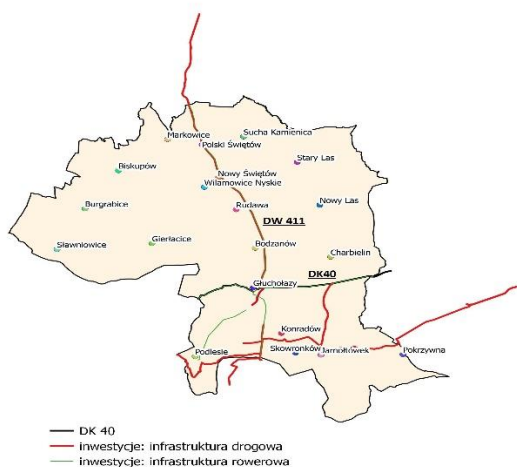 Sucha Kamienica
Markowice
Polski Świętów
Stary Las
Biskupów
Nowy Świętów
Wilamowice Nyskie
Burgrabice
Rudawa
Nowy Las
DW 411
Sławniowice
Gierłacice
Bodzanów
Charbielin
DK40
Głuchołazy
Konradów
Podlesie
Skowronków
Jarnołtówek
Pokrzywna
DK 40
inwestycje: infrastruktura drogowa
inwestycje: infrastruktura rowerowa